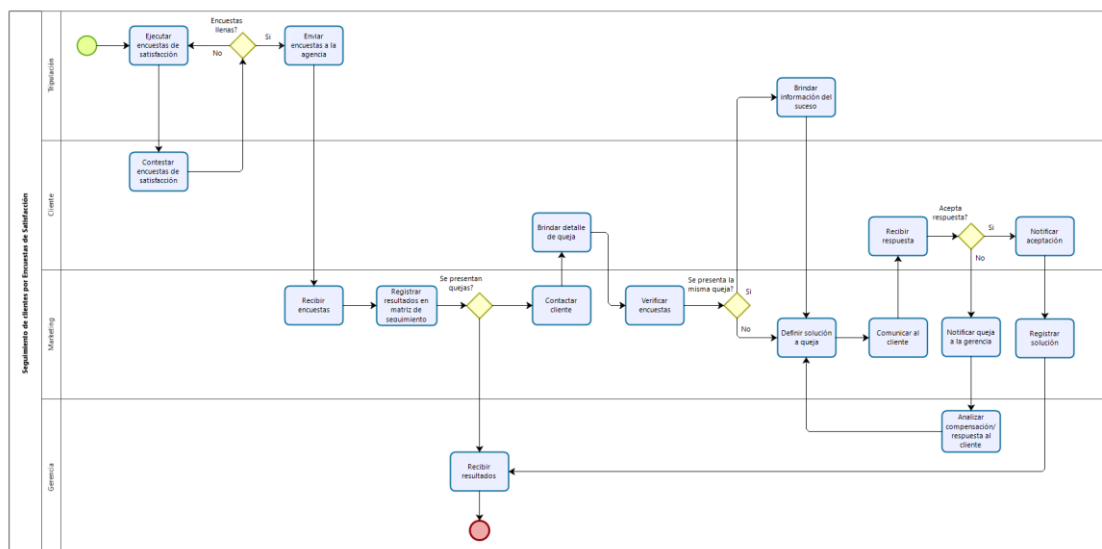 Seguimiento de clientes por Encuestas de Satisfacción
Tripulación
Ejecutar
encuestas de
satisfacción
Encuestas
llenas?
No
Si
Enviar
encuestas a la
agencia
Brindar
información del
suceso
Cliente
Contestar
encuestas de
satisfacción
Brindar detalle
de queja
Recibir
respuesta
Acepta
respuesta?
Si
No
Notificar
aceptación
Marketing
Recibir
encuestas
Registrar
resultados en
matriz de
seguimiento
Se presentan
quejas?
Contactar
cliente
Verificar
encuestas
Se presenta la
misma queja?
Si
No
Definir solución
a queja
Comunicar al
cliente
Notificar queja
a la gerencia
Registrar
solución
Gerencia
Recibir
resultados
Analizar
compensación/
respuesta al
cliente